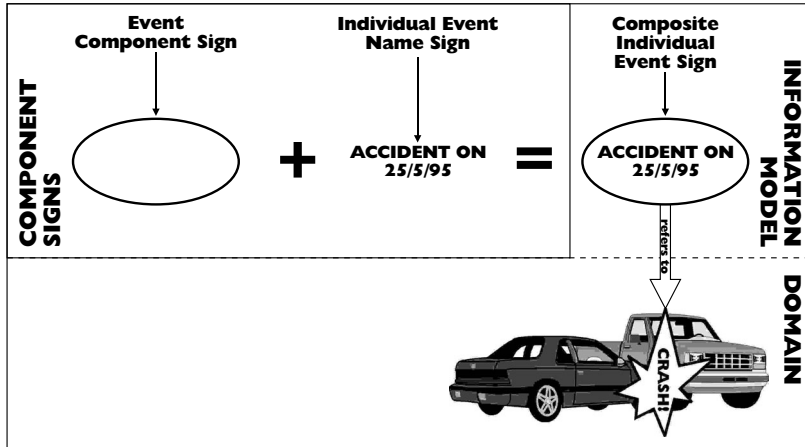 Event
Component Sign
Individual Event
Name Sign
Composite
Individual
Event Sign
COMPONENT
SIGNS
+
ACCIDENT ON
25/5/95
=
ACCIDENT ON
25/5/95
INFORMATION
MODEL
refers to
DOMAIN
CRASH!